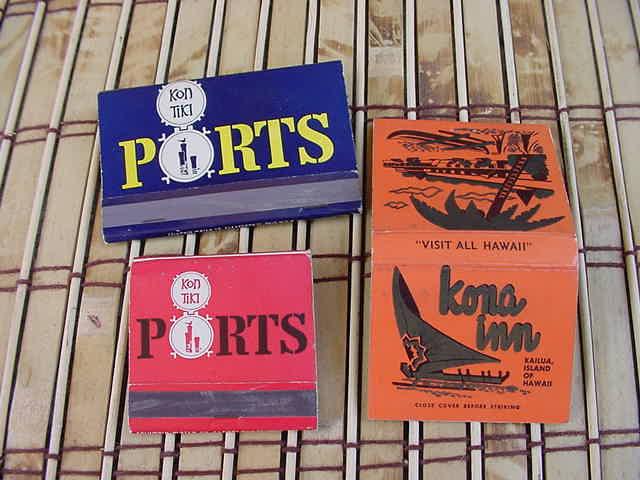 KON
TIKI
PORTS
KON
TIKI
PORTS
"VISIT ALL HAWAII"
kona
inn
KAILUA,
ISLAND
OF
HAWAII
CLOSE COVER BEFORE STRIKING